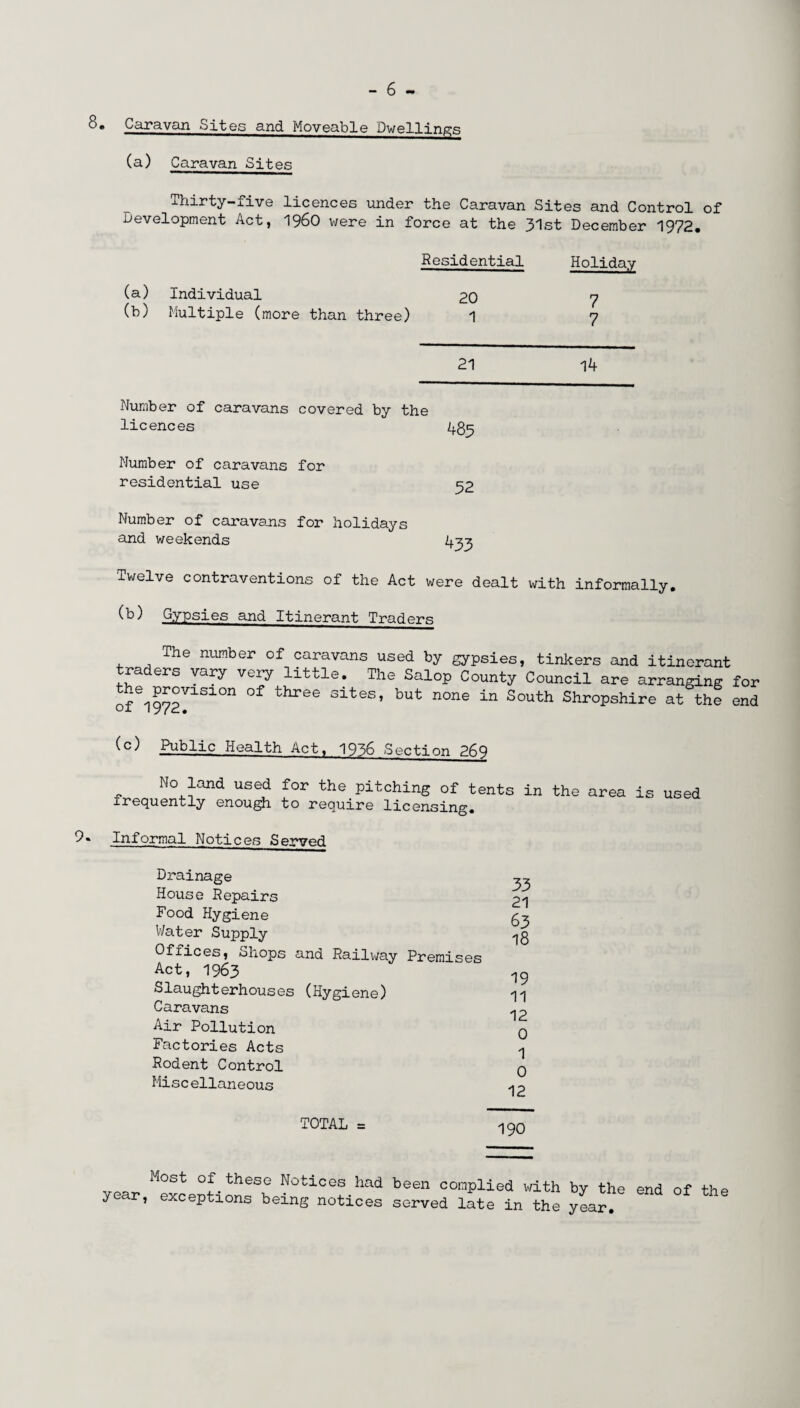 - 6 -
8. Caravan Sites and Moveable Dwellings
(a) Caravan Sites
Thirty-five licences under the Caravan Sites and Control of
Development Act, 1960 were in force at the 31st December 1972.
Residential Holiday
(a) Individual 20 7
(b) Multiple (more than three) 1 7
21 14
Number of caravans covered by the
licences 485
Number of caravans for
residential use 52
Number of caravans for holidays
and weekends 433
Twelve contraventions of the Act were dealt with informally.
(b) Gypsies and Itinerant Traders
The number of caravans used by gypsies, tinkers and itinerant
traders vary very little. The Salop County Council are arranging for
the provision of three sites, but none in South Shropshire at the end
of 1972.
(c) Public Health Act, 1936 Section 269
No land used for the pitching of tents in the area is used
frequently enough to require licensing.
9. Informal Notices Served
Drainage 33
House Repairs 21
Food Hygiene 63
Water Supply 18
Offices, Shops and Railway Premises
Act, 1963 19
Slaughterhouses (Hygiene) 11
Caravans 12
Air Pollution 0
Factories Acts 1
Rodent Control 0
Miscellaneous 12
TOTAL = 190
Most of these Notices had been complied with by the end of the
year, exceptions being notices served late in the year.